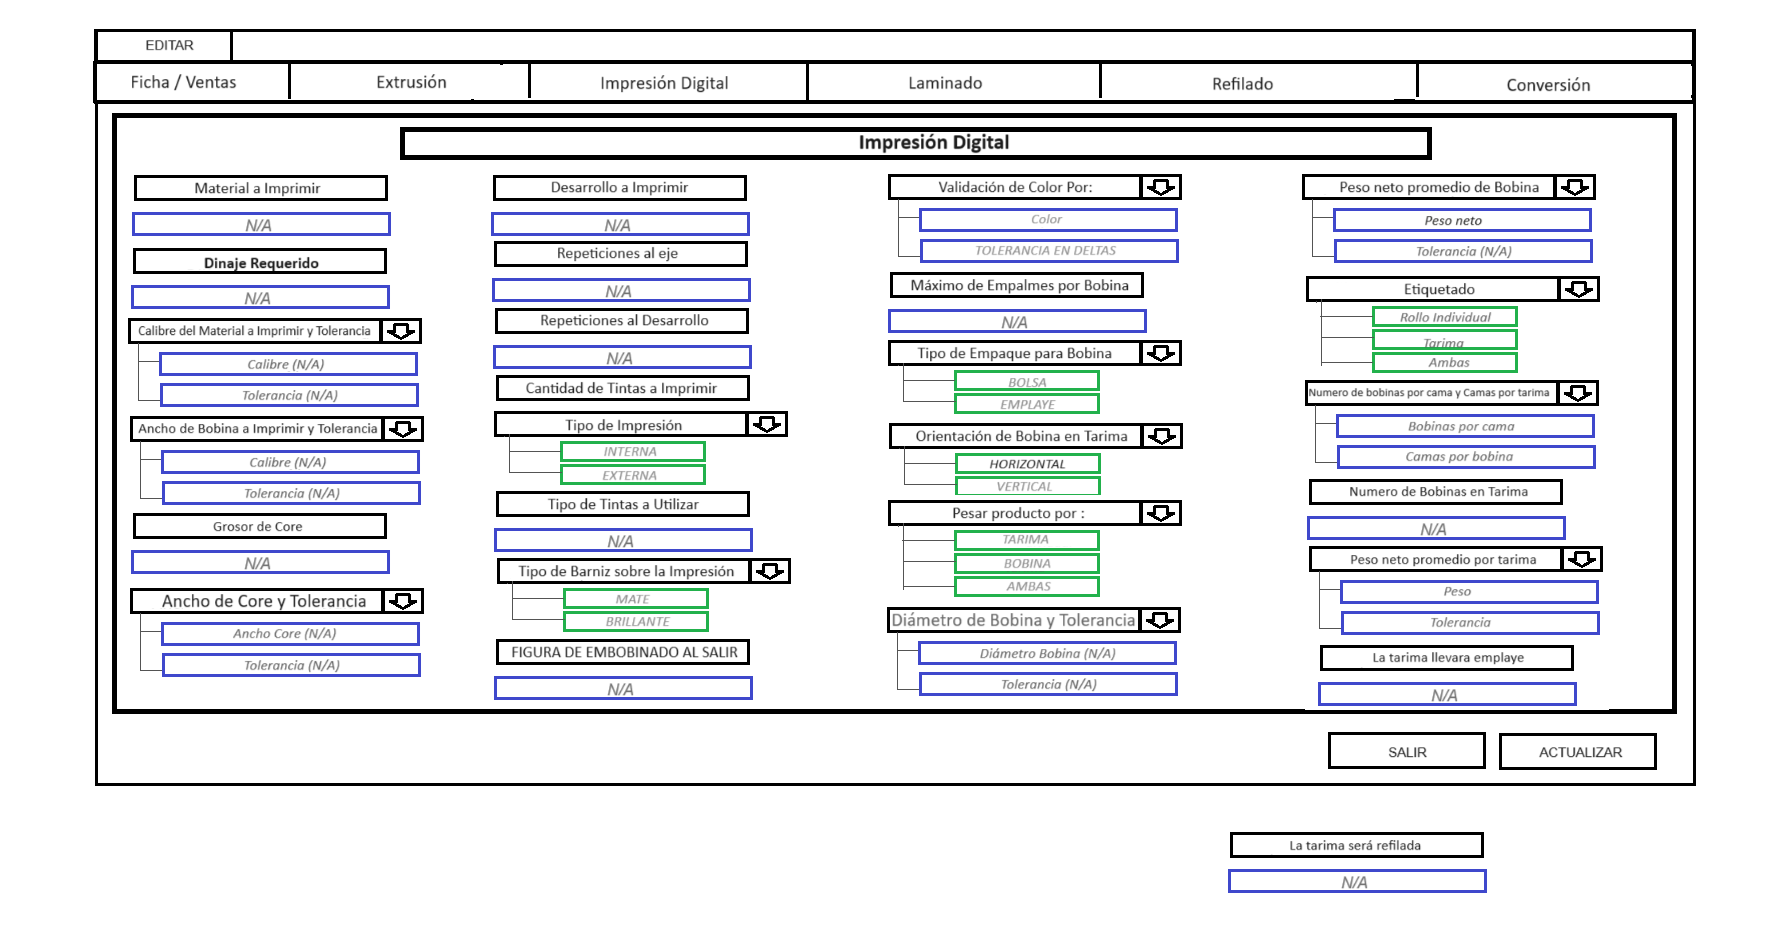 EDITAR
Ficha / Ventas
Extrusión
Impresión Digital
Laminado
Refilado
Conversión
Impresión Digital
Material a Imprimir
N/A
Dinaje Requerido
N/A
Calibre del Material a Imprimir y Tolerancia
Calibre (N/A)
Tolerancia (N/A)
Ancho de Bobina a Imprimir y Tolerancia
Calibre (N/A)
Tolerancia (N/A)
Grosor de Core
N/A
Ancho de Core y Tolerancia
Ancho Core (N/A)
Tolerancia (N/A)
Desarrollo a Imprimir
N/A
Repeticiones al eje
N/A
Repeticiones al Desarrollo
N/A
Cantidad de Tintas a Imprimir
Tipo de Impresión
INTERNA
EXTERNA
Tipo de Tintas a Utilizar
N/A
Tipo de Barniz sobre la Impresión
MATE
BRILLANTE
FIGURA DE EMBOBINADO AL SALIR
N/A
Validación de Color Por:
Color
TOLERANCIA EN DELTAS
Máximo de Empalmes por Bobina
N/A
Tipo de Empaque para Bobina
BOLSA
EMPLAYE
Orientación de Bobina en Tarima
HORIZONTAL
VERTICAL
Pesar producto por :
TARIMA
BOBINA
AMBAS
Diámetro de Bobina y Tolerancia
Diámetro Bobina (N/A)
Tolerancia (N/A)
Peso neto promedio de Bobina
Peso neto
Tolerancia (N/A)
Etiquetado
Rollo Individual
Tarima
Ambas
Numero de bobinas por cama y Camas por tarima
Bobinas por cama
Camas por bobina
Numero de Bobinas en Tarima
N/A
Peso neto promedio por tarima
Peso
Tolerancia
La tarima llevara emplaye
N/A
SALIR
ACTUALIZAR
La tarima será refilada
N/A